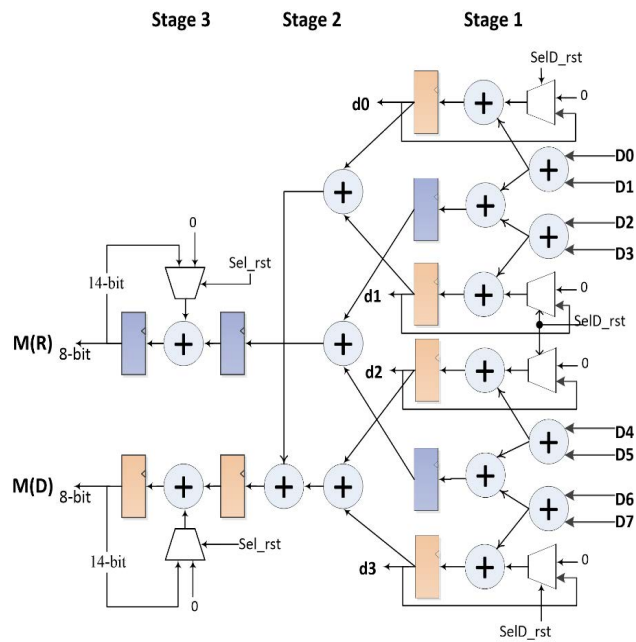 Stage 3 Stage 2 Stage 1
SelD_rst
0
d0
D0
D1
0
D2
D3
Sel_rst
0
14-bit
d1
SelD_rst
M(R) 8-bit
d2
0
D4
D5
M(D) 8-bit
D6
D7
Sel_rst
14-bit
0
d3
0
SelD_rst